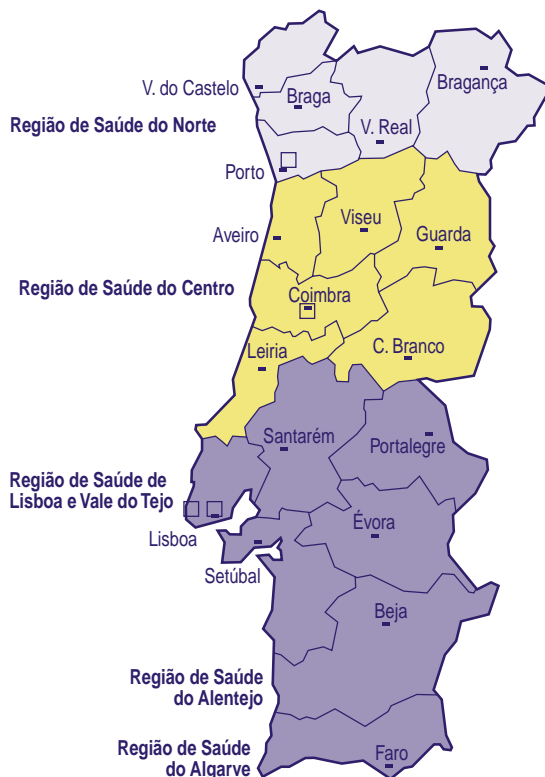 Bragança
V. do Castelo
Braga
Região de Saúde do Norte
V. Real
Porto
Viseu
Aveiro
Guarda
Região de Saúde do Centro
Coimbra
C. Branco
Leiria
Santarém
Portalegre
Região de Saúde de
Lisboa e Vale do Tejo
Évora
Lisboa
Setúbal
Beja
Região de Saúde
do Alentejo
Região de Saúde
do Algarve
Faro